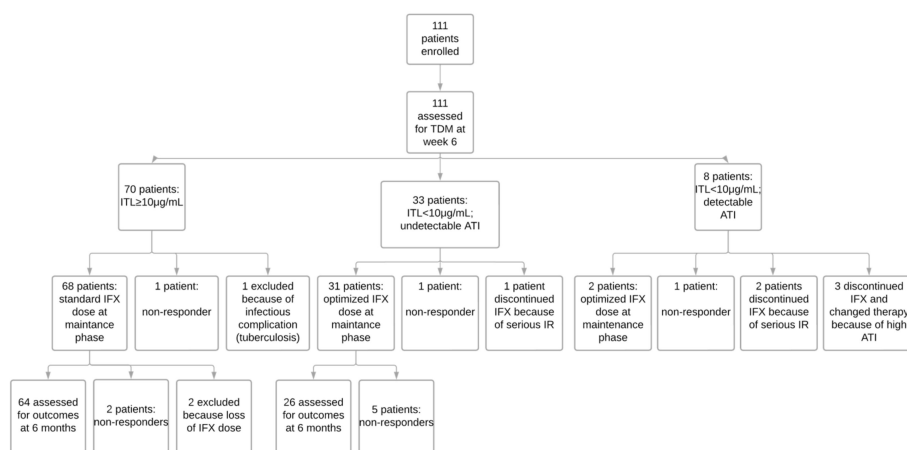 111
patients
enrolled
111
assessed
for TDM at
week 6
70 patients:
ITL≥10μg/mL
33 patients:
ITL<10μg/mL;
undetectable ATI
8 patients:
ITL<10μg/mL;
detectable
ATI
68 patients:
standard IFX
dose at
maintance
phase
1 patient:
non-responder
1 excluded
because of
infectious
complication
(tuberculosis)
31 patients:
optimized IFX
dose at
maintance
phase
1 patient:
non-responder
1 patient
discontinued
IFX because
of serious IR
2 patients:
optimized IFX
dose at
maintenance
phase
1 patient:
non-responder
2 patients
discontinued
IFX because
of serious IR
3 discontinued
IFX and
changed therapy
because of high
ATI
64 assessed
for outcomes
at 6 months
2 patients:
non-responders
2 excluded
because loss
of IFX dose
26 assessed
for outcomes
at 6 months
5 patients:
non-responders